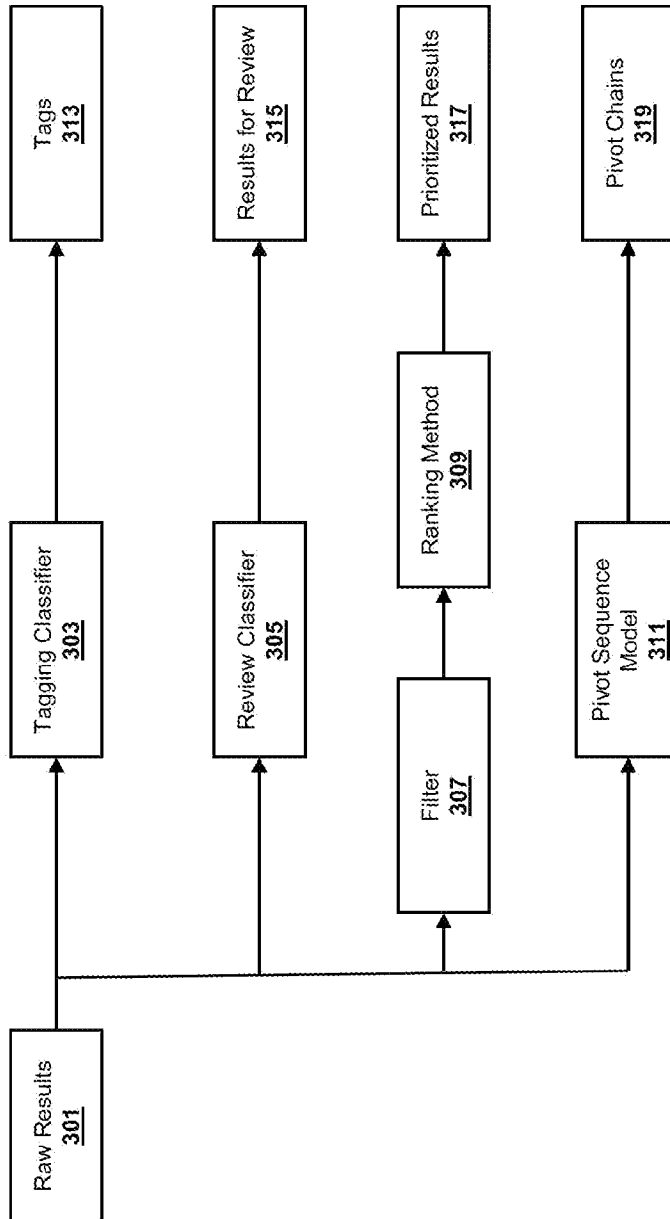 Raw Results
301
Tagging Classifier
303
Tags
313
Review Classifier
305
Results for Review
315
Filter
307
Ranking Method
309
Prioritized Results
317
Pivot Sequence
Model
311
Pivot Chains
319